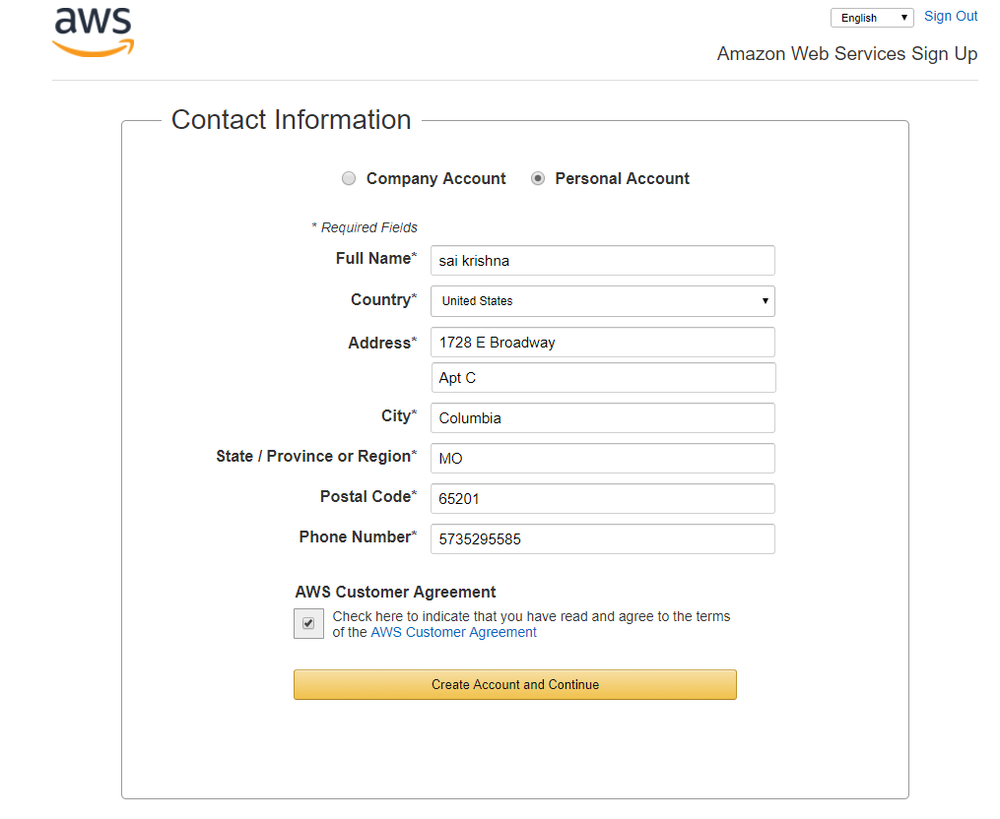 aws
English
Sign Out
Amazon Web Services Sign Up
Contact Information
Company Account
Personal Account
* Required Fields
Full Name* sai krishna
Country* United States
Address* 1728 E Broadway
Apt C
City* Columbia
State / Province or Region* MO
Postal Code* 65201
Phone Number* 5735295585
AWS Customer Agreement
Check here to indicate that you have read and agree to the terms
of the AWS Customer Agreement
Create Account and Continue